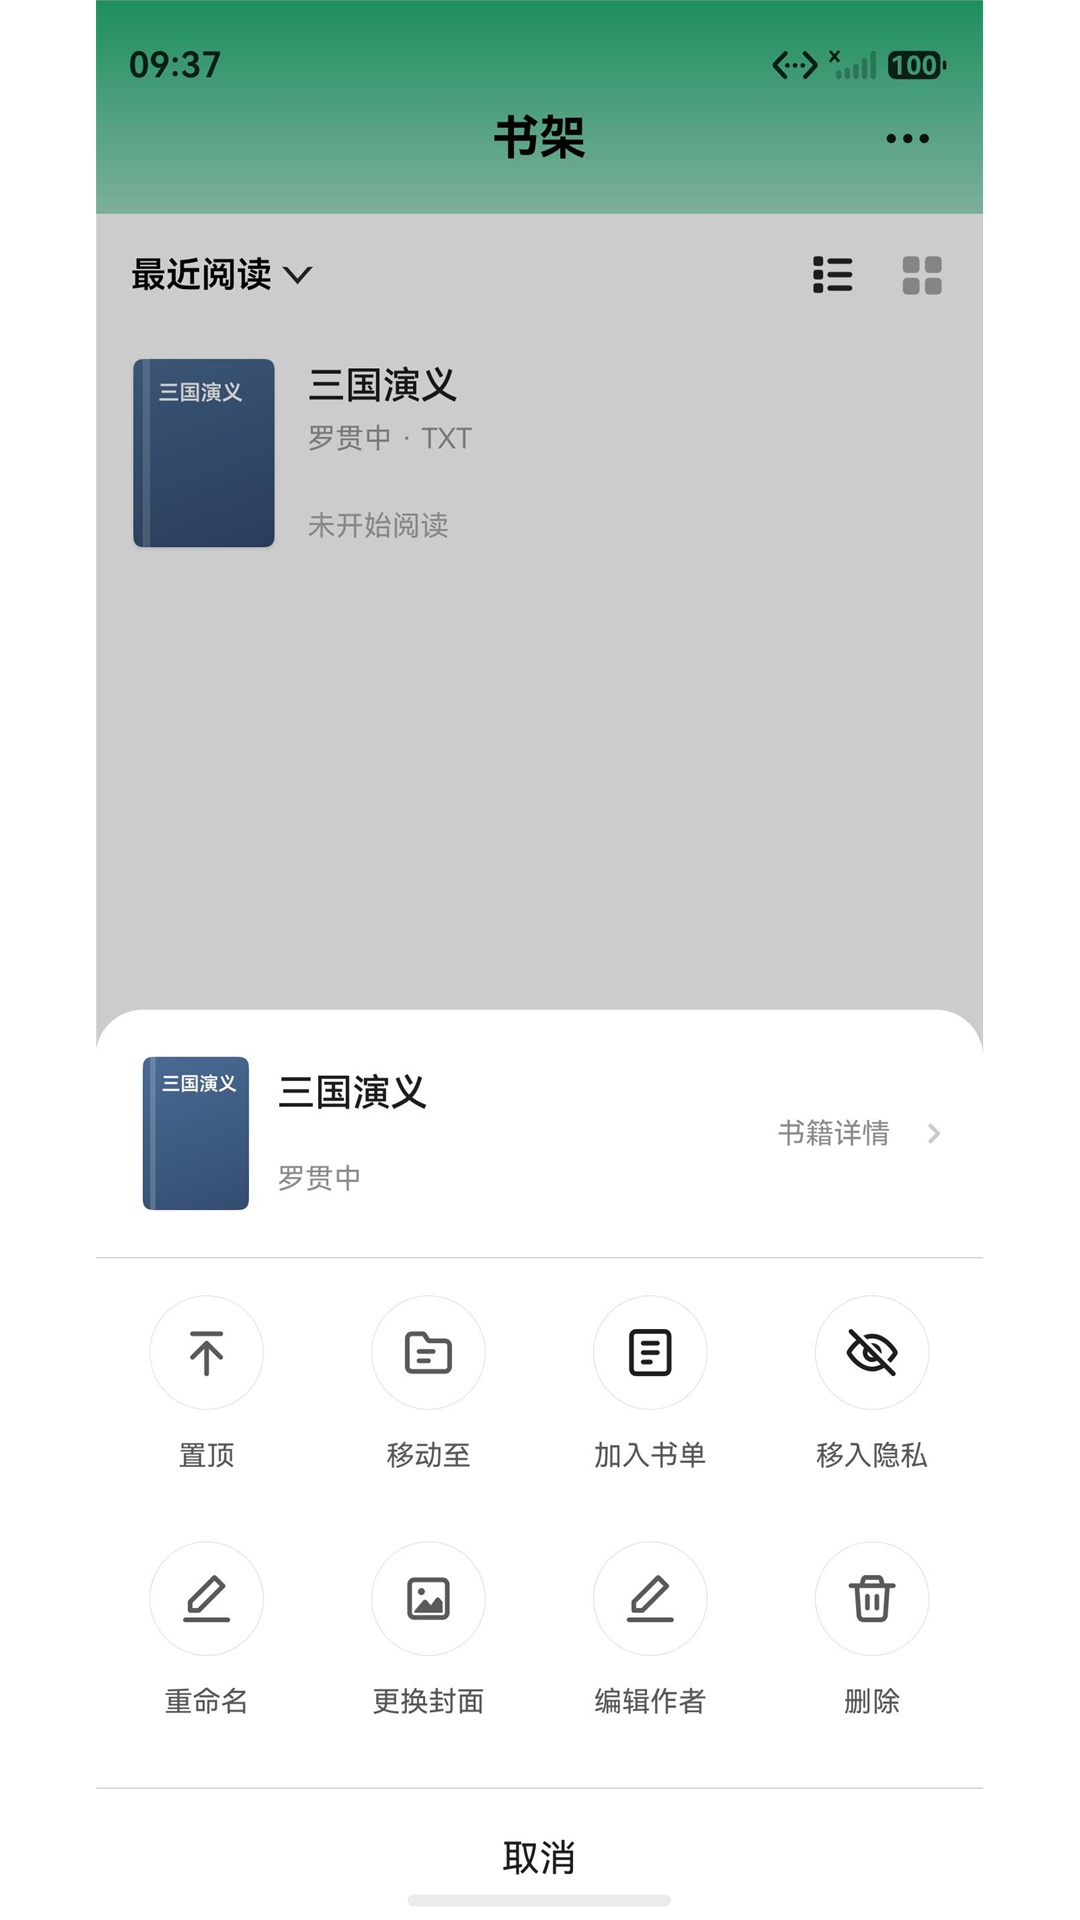 09:37
100
书架
最近阅读
三国演义
三国演义
罗贯中 · TXT
未开始阅读
三国演义
三国演义
书籍详情
罗贯中
置顶
移动至
加入书单
移入隐私
重命名
更换封面
编辑作者
删除
取消